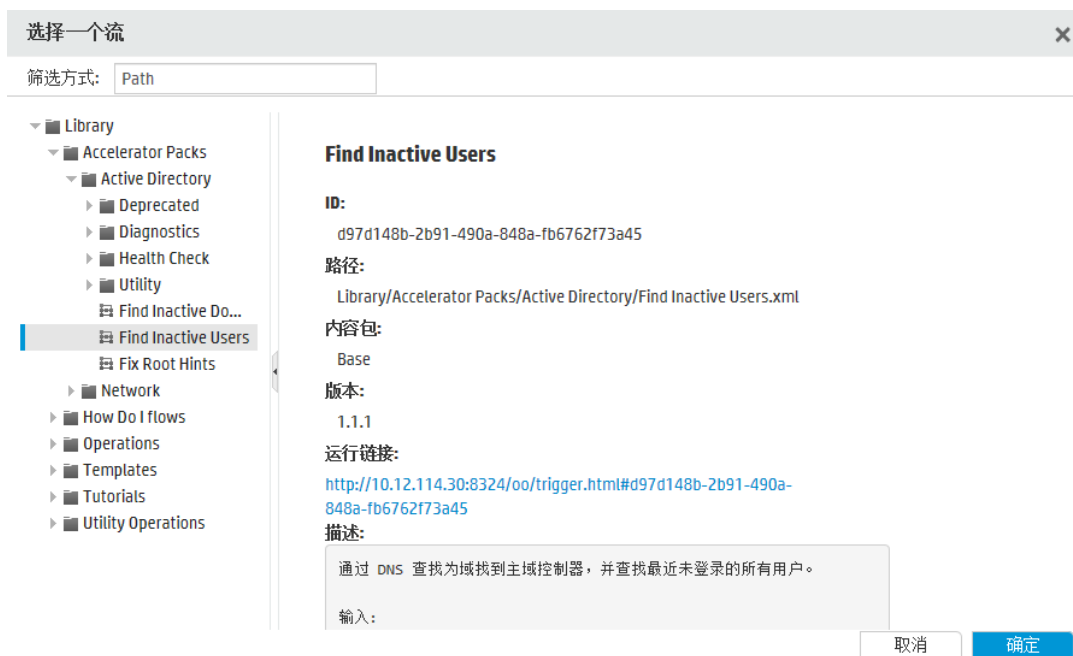 选择一个流
筛选方式: Path
Library
Accelerator Packs
Active Directory
Deprecated
Diagnostics
Health Check
Utility
Find Inactive Do...
Find Inactive Users
Fix Root Hints
Network
How Do I flows
Operations
Templates
Tutorials
Utility Operations
Find Inactive Users
ID:
d97d148b-2b91-490a-848a-fb6762f73a45
路径:
Library/Accelerator Packs/Active Directory/Find Inactive Users.xml
内容包:
Base
版本:
1.1.1
运行链接:
http://10.12.114.30:8324/oo/trigger.html#d97d148b-2b91-490a-
848a-fb6762f73a45
描述:
通过 DNS 查找为域找到主域控制器，并查找最近未登录的所有用户。
输入:
取消
确定